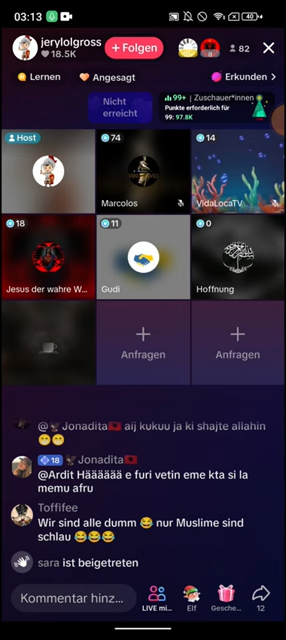 03:13
40
jerylolgross
18.5K
+ Folgen
8
82
Lernen
Angesagt
Erkunden >
Nicht
erreicht
99+ | Zuschauer*innen
Punkte erforderlich für
99: 97.8K
Host
74
14
Marcolos
VidaLocaTV
18
11
0
Jesus der wahre W...
Gudi
Hoffnung
Anfragen
Anfragen
@🦅Jonadita🇦🇱 aij kukuu ja ki shajte allahin
😁😁
18 🦅Jonadita🇦🇱
@Ardit Hääääää e furi vetin eme kta si la
memu afru
Toffifee
Wir sind alle dumm 😂 nur Muslime sind
schlau 😂😂😂
sara ist beigetreten
Kommentar hinz...
LIVE mi...
Elf
Gesche...
12